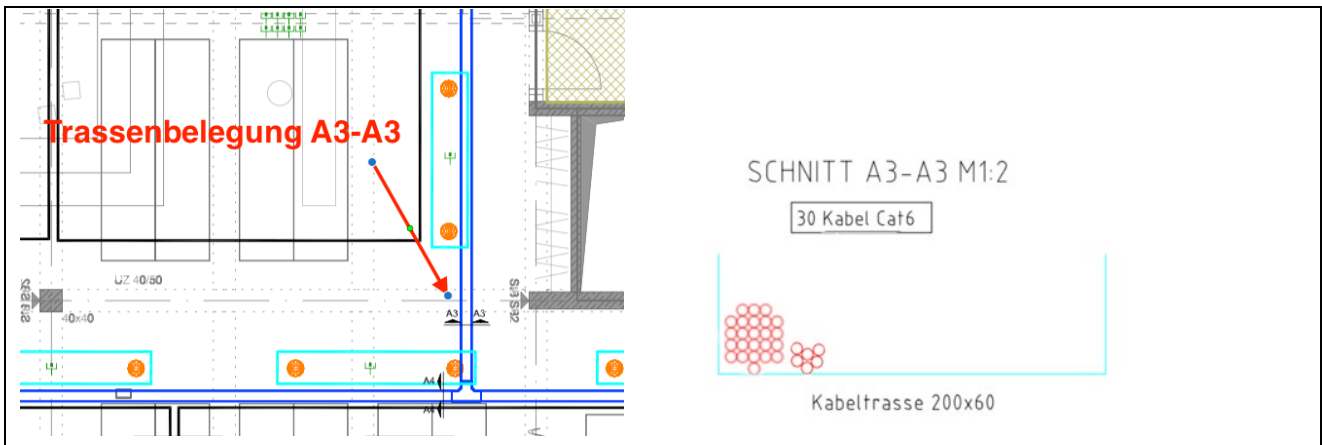 Trassenbelegung A3-A3
UZ 40/50
40x40
A3 A3
A4
A4
SCHNITT A3-A3 M1:2
30 Kabel Cat6
Kabeltrasse 200x60